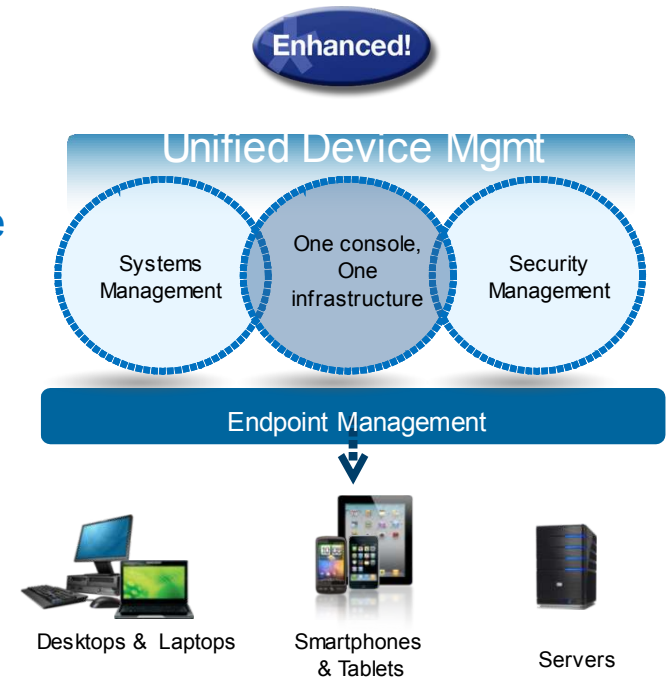 Enhanced!
Unified Device Mgmt
e
Systems
Management
One console,
One
infrastructure
Security
Management
Endpoint Management
Desktops & Laptops
Smartphones
& Tablets
Servers